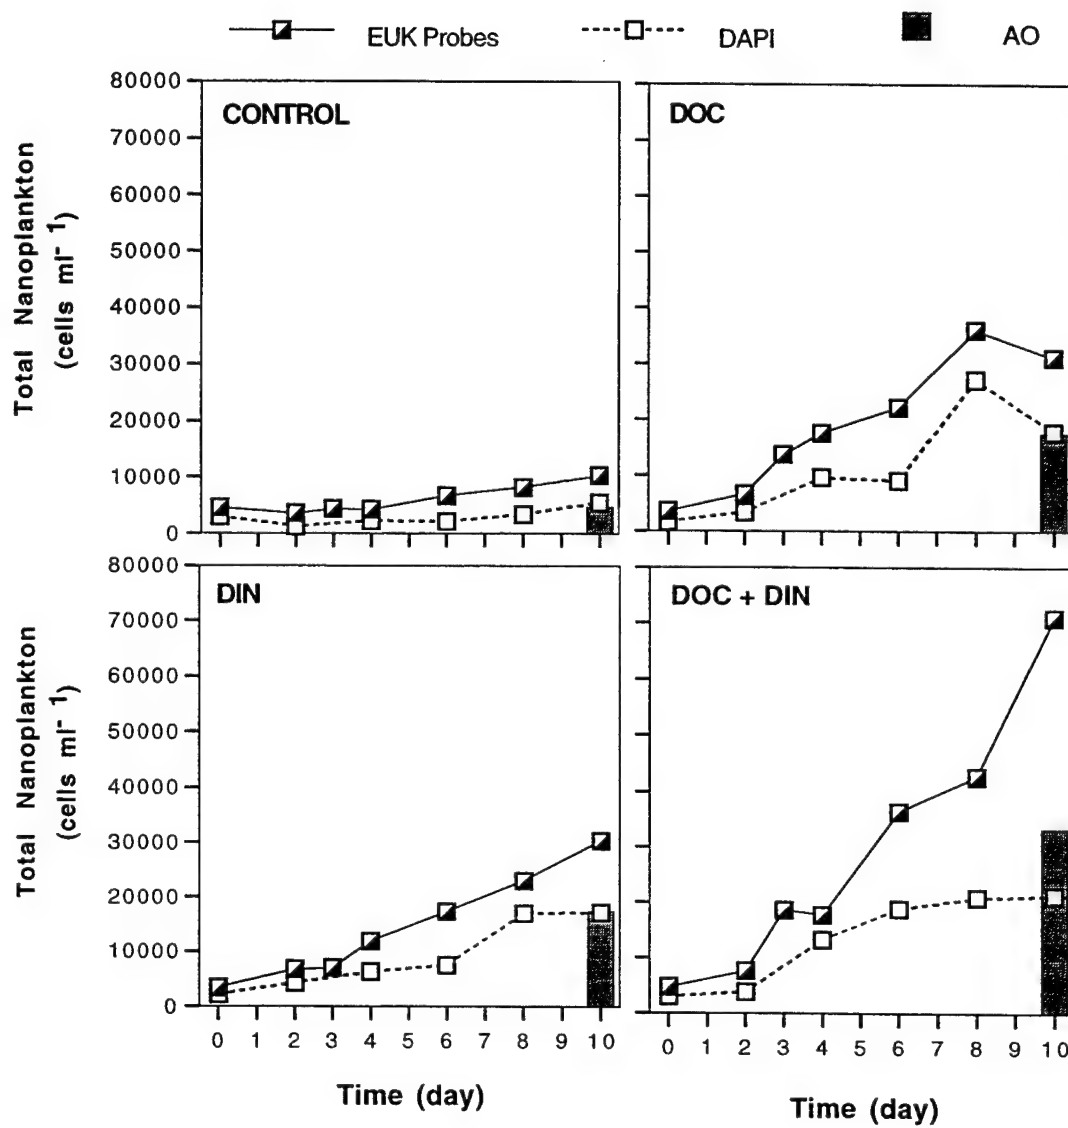 EUK Probes DAPI AO
CONTROL
DOC
80000
70000
60000
50000
40000
30000
20000
10000
0
Total Nanoplankton
(cells ml- 1)
DIN
DOC + DIN
80000
70000
60000
50000
40000
30000
20000
10000
0
Total Nanoplankton
(cells ml- 1)
0 1 2 3 4 5 6 7 8 9 10
0 1 2 3 4 5 6 7 8 9 10
Time (day)
Time (day)